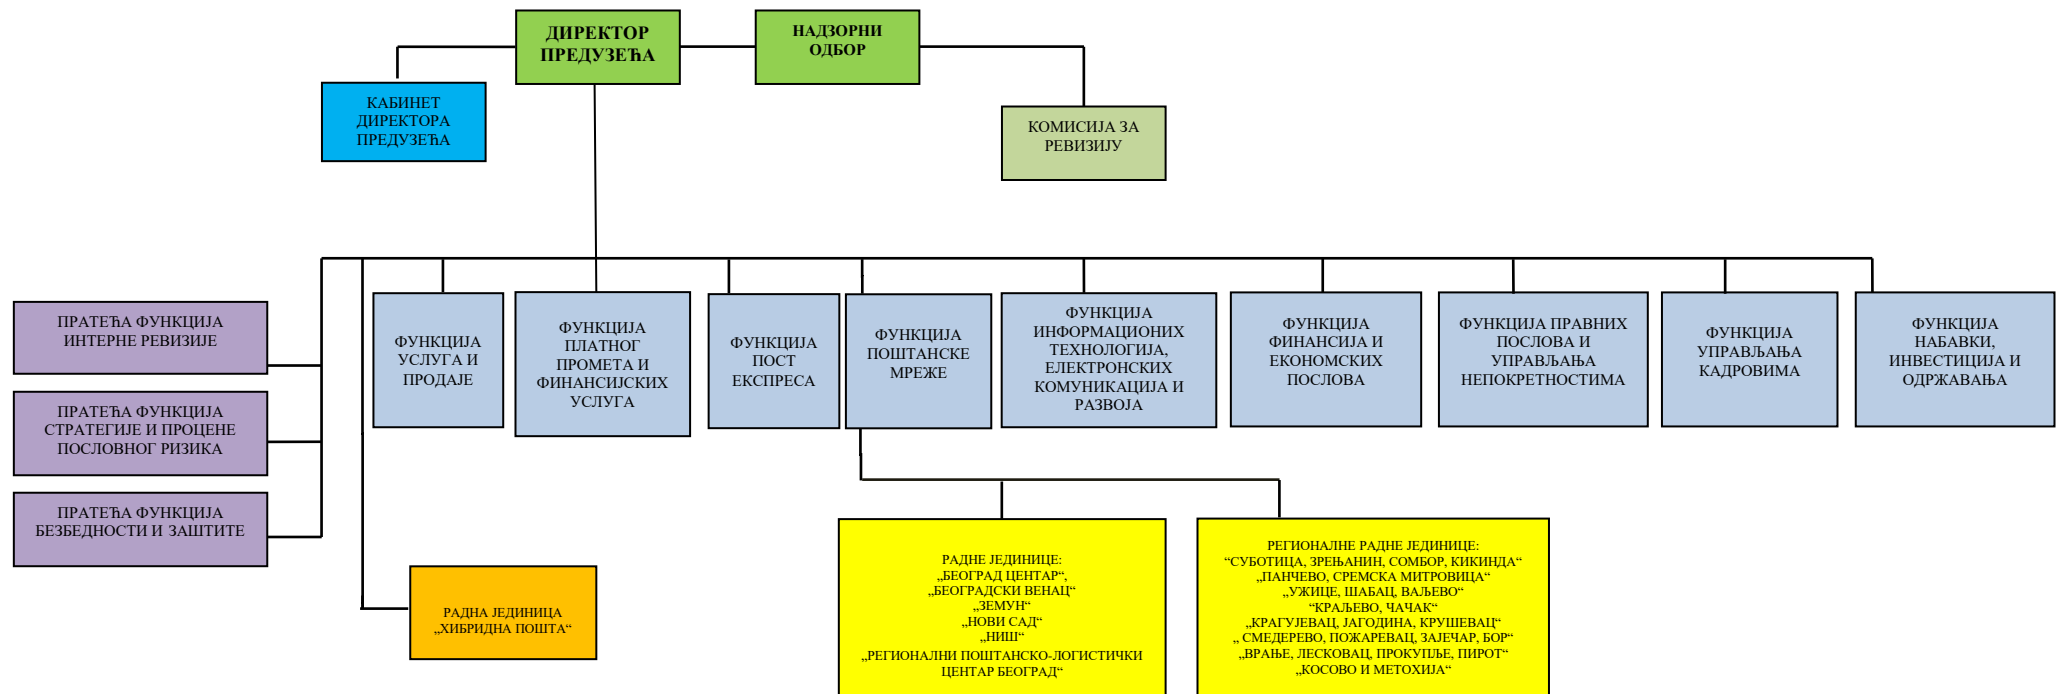 ДИРЕКТОР
ПРЕДУЗЕЋА
НАДЗОРНИ
ОДБОР
КАБИНЕТ
ДИРЕКТОРА
ПРЕДУЗЕЋА
КОМИСИЈА ЗА
РЕВИЗИЈУ
ПРАТЕЋА ФУНКЦИЈА
ИНТЕРНЕ РЕВИЗИЈЕ
ПРАТЕЋА ФУНКЦИЈА
СТРАТЕГИЈЕ И ПРОЦЕНЕ
ПОСЛОВНОГ РИЗИКА
ПРАТЕЋА ФУНКЦИЈА
БЕЗБЕДНОСТИ И ЗАШТИТЕ
ФУНКЦИЈА
УСЛУГА И
ПРОДАЈЕ
ФУНКЦИЈА
ПЛАТНОГ
ПРОМЕТА И
ФИНАНСИЈСКИХ
УСЛУГА
ФУНКЦИЈА
ПОСТ
ЕКСПРЕСА
ФУНКЦИЈА
ПОШТАНСКЕ
МРЕЖЕ
ФУНКЦИЈА
ИНФОРМАЦИОНИХ
ТЕХНОЛОГИЈА,
ЕЛЕКТРОНСКИХ
КОМУНИКАЦИЈА И
РАЗВОЈА
ФУНКЦИЈА
ФИНАНСИЈА И
ЕКОНОМСКИХ
ПОСЛОВА
ФУНКЦИЈА ПРАВНИХ
ПОСЛОВА И
УПРАВЉАЊА
НЕПОКРЕТНОСТИМА
ФУНКЦИЈА
УПРАВЉАЊА
КАДРОВИМА
ФУНКЦИЈА
НАБАВКИ,
ИНВЕСТИЦИЈА И
ОДРЖАВАЊА
РАДНА ЈЕДИНИЦА
„ХИБРИДНА ПОШТА“
РАДНЕ ЈЕДИНИЦЕ:
„БЕОГРАД ЦЕНТАР“,
„БЕОГРАДСКИ ВЕНАЦ“
„ЗЕМУН“
„НОВИ САД“
„НИШ“
„РЕГИОНАЛНИ ПОШТАНСКО-ЛОГИСТИЧКИ
ЦЕНТАР БЕОГРАД“
РЕГИОНАЛНЕ РАДНЕ ЈЕДИНИЦЕ:
“СУБОТИЦА, ЗРЕЊАНИН, СОМБОР, КИКИНДА“
„ПАНЧЕВО, СРЕМСКА МИТРОВИЦА“
„УЖИЦЕ, ШАБАЦ, ВАЉЕВО“
“КРАЉЕВО, ЧАЧАК“
„КРАГУЈЕВАЦ, ЈАГОДИНА, КРУШЕВАЦ“
„ СМЕДЕРЕВО, ПОЖАРЕВАЦ, ЗАЈЕЧАР, БОР“
„ВРАЊЕ, ЛЕСКОВАЦ, ПРОКУПЉЕ, ПИРОТ“
„КОСОВО И МЕТОХИЈА“